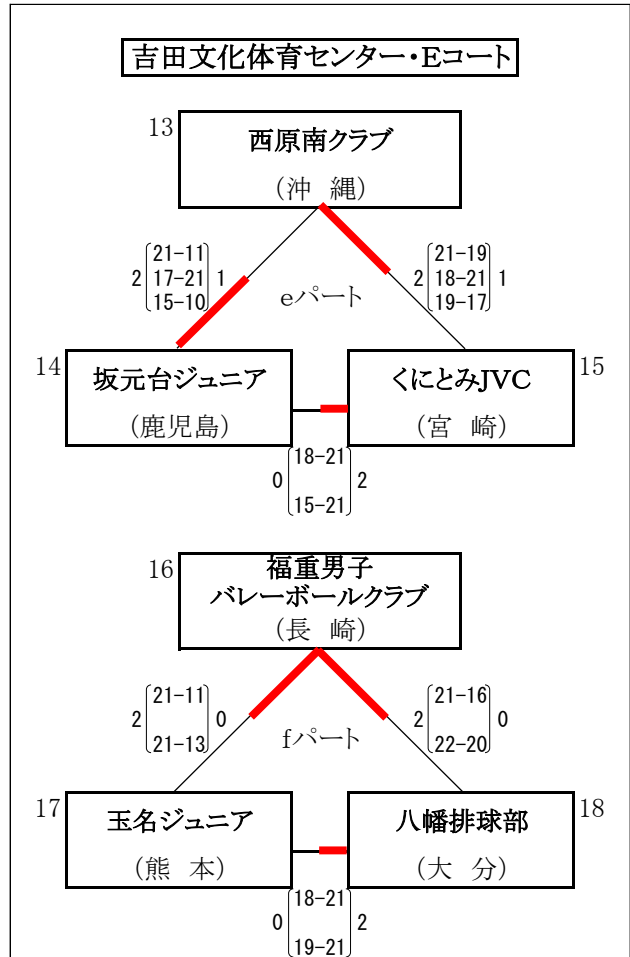 吉田文化体育センター・Eコート
13
西原南クラブ
(沖　縄)
2 21-11 17-21 15-10 1
2 21-19 18-21 19-17 1
eパート
14
坂元台ジュニア
(鹿児島)
くにとみJVC
(宮　崎)
15
0 18-21 15-21 2
16
福重男子
バレーボールクラブ
(長　崎)
2 21-11 21-13 0
2 21-16 22-20 0
fパート
17
玉名ジュニア
(熊　本)
八幡排球部
(大　分)
18
0 18-21 19-21 2